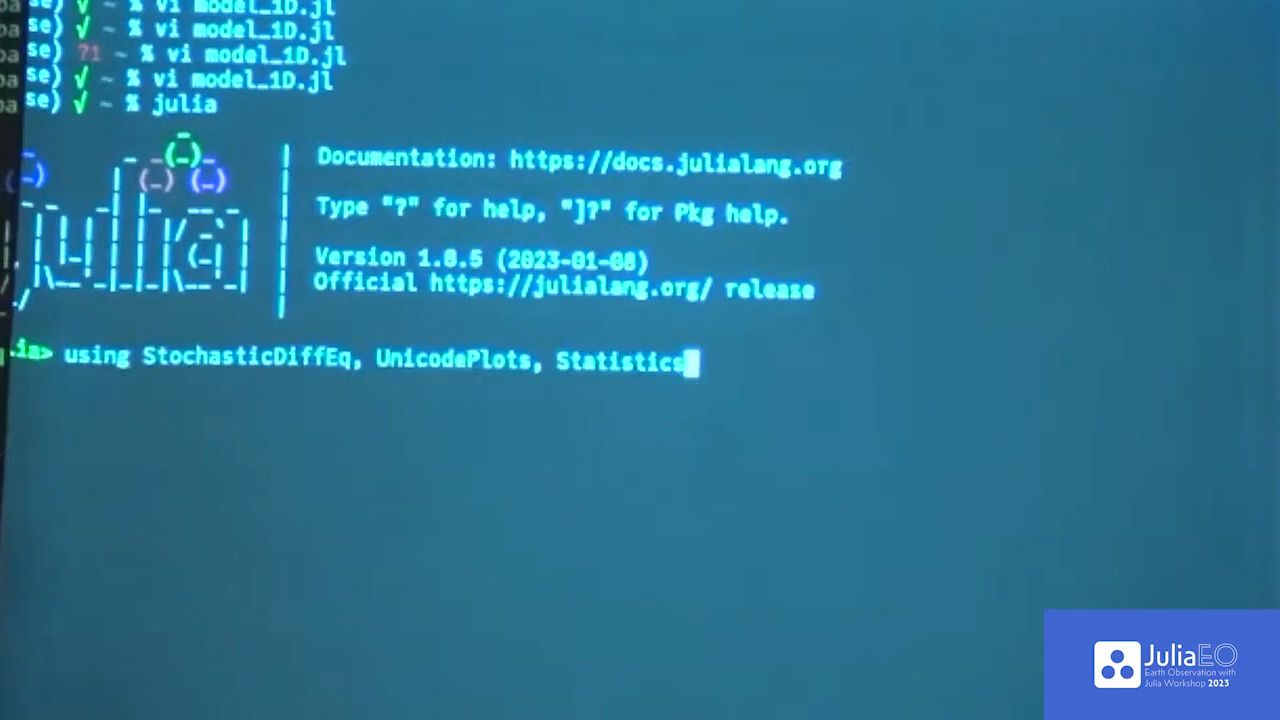 se) √ ~ % vi model_1D.jl
se) √ ~ % vi model_1D.jl
se) ?1 ~ % vi model_1D.jl
se) √ ~ % vi model_1D.jl
se) √ ~ % julia
Documentation: https://docs.julialang.org
Type "?" for help, "]?" for Pkg help.
Version 1.8.5 (2023-01-08)
Official https://julialang.org/ release
ia> using StochasticDiffEq, UnicodePlots, Statistics
JuliaEO
Earth Observation with
Julia Workshop 2023